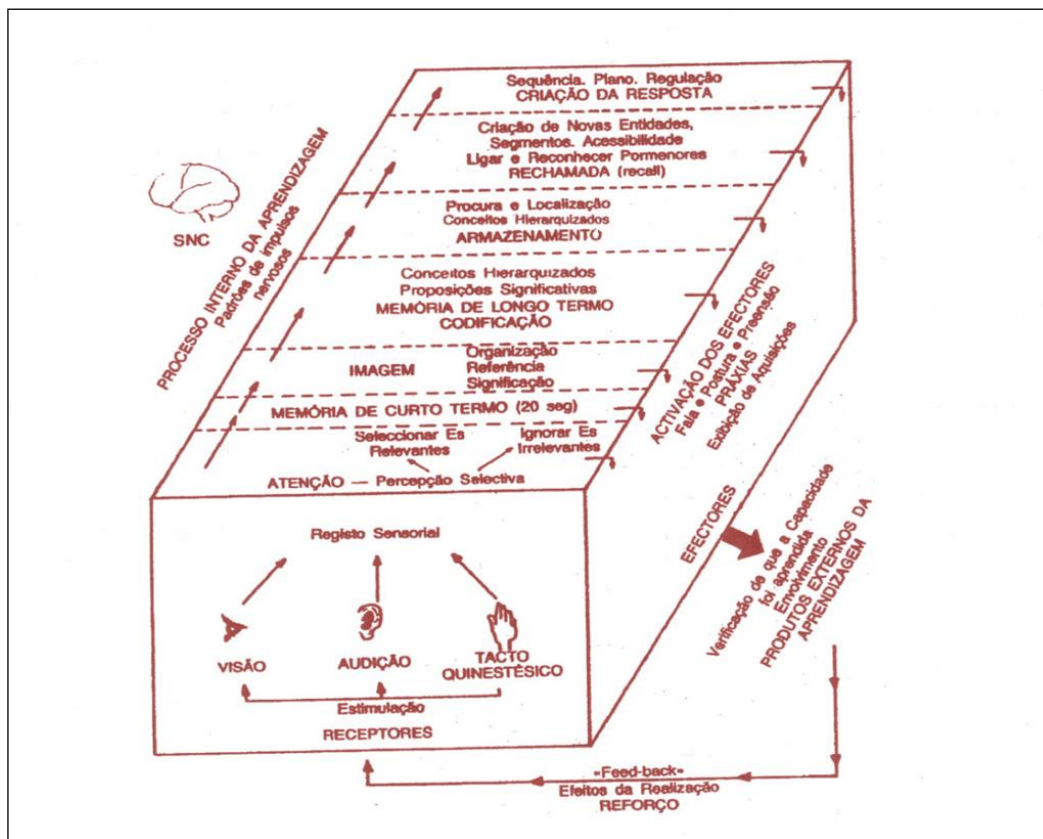 Sequência. Plano. Regulação
CRIAÇÃO DA RESPOSTA
Criação de Novas Entidades,
Segmentos. Acessibilidade
Ligar e Reconhecer Pormenores
RECHAMADA (recall)
Procura e Localização
Conceitos Hierarquizados
ARMAZENAMENTO
Conceitos Hierarquizados
Proposições Significativas
MEMÓRIA DE LONGO TERMO
CODIFICAÇÃO
IMAGEM
Organização
Referência
Significação
MEMÓRIA DE CURTO TERMO (20 seg)
Seleccionar Es
Relevantes
Ignorar Es
Irrelevantes
ATENÇÃO — Percepção Selectiva
SNC
PROCESSO INTERNO DA APRENDIZAGEM
Padrões de impulsos
nervosos
Registo Sensorial
VISÃO
AUDIÇÃO
TACTO
QUINESTÉSICO
Estimulação
RECEPTORES
ACTIVAÇÃO DOS EFECTORES
Fala e Postura e Preensão
PRÁXIAS
Exibição de Aquisições
EFECTORES
Verificação de que a Capacidade
foi aprendida
Envolvimento
PRODUTOS EXTERNOS DA
APRENDIZAGEM
«Feed-back»
Efeitos da Realização
REFORÇO